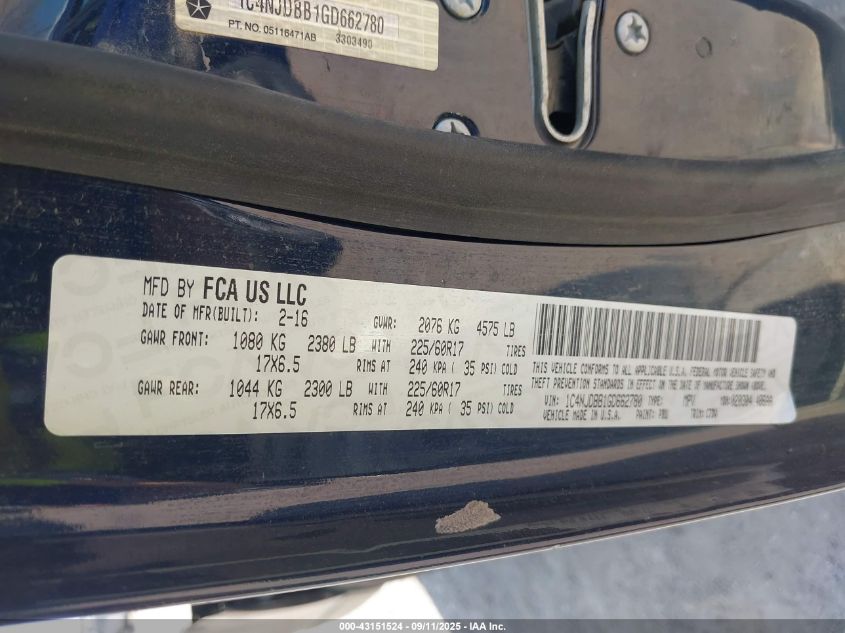 1C4NJDBB1GD662780
PT. NO. 05116471AB 3303490
MFD BY FCA US LLC
DATE OF MFR(BUILT): 2-16 GVWR: 2076 KG 4575 LB
GAWR FRONT: 1080 KG 2380 LB WITH 225/60R17 TIRES
17X6.5 RIMS AT 240 KPA ( 35 PSI) COLD
GAWR REAR: 1044 KG 2300 LB WITH 225/60R17 TIRES
17X6.5 RIMS AT 240 KPA ( 35 PSI) COLD
THIS VEHICLE CONFORMS TO ALL APPLICABLE U.S.A. FEDERAL MOTOR VEHICLE SAFETY AND
THEFT PREVENTION STANDARDS IN EFFECT ON THE DATE OF MANUFACTURE SHOWN ABOVE.
VIN: 1C4NJDBB1GD662780 TYPE: MPV MDH:
VEHICLE MADE IN U.S.A. PAINT: PBU TRIM:
000-43151524 - 09/11/2025 - IAA Inc.